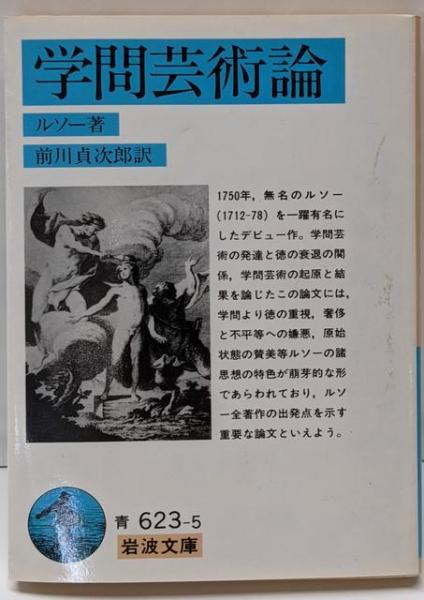 学問芸術論
ルソー著
前川貞次郎訳
1750年，無名のルソー
(1712-78) を一躍有名に
したデビュー作。学問芸
術の発達と徳の衰退の関
係，学問芸術の起原と結
果を論じたこの論文には，
学問より徳の重視，奢侈
と不平等への嫌悪，原始
状態の賛美等ルソーの諸
思想の特色が萠芽的な形
であらわれており，ルソ
ー全著作の出発点を示す
重要な論文といえよう。
青 623-5
岩波文庫